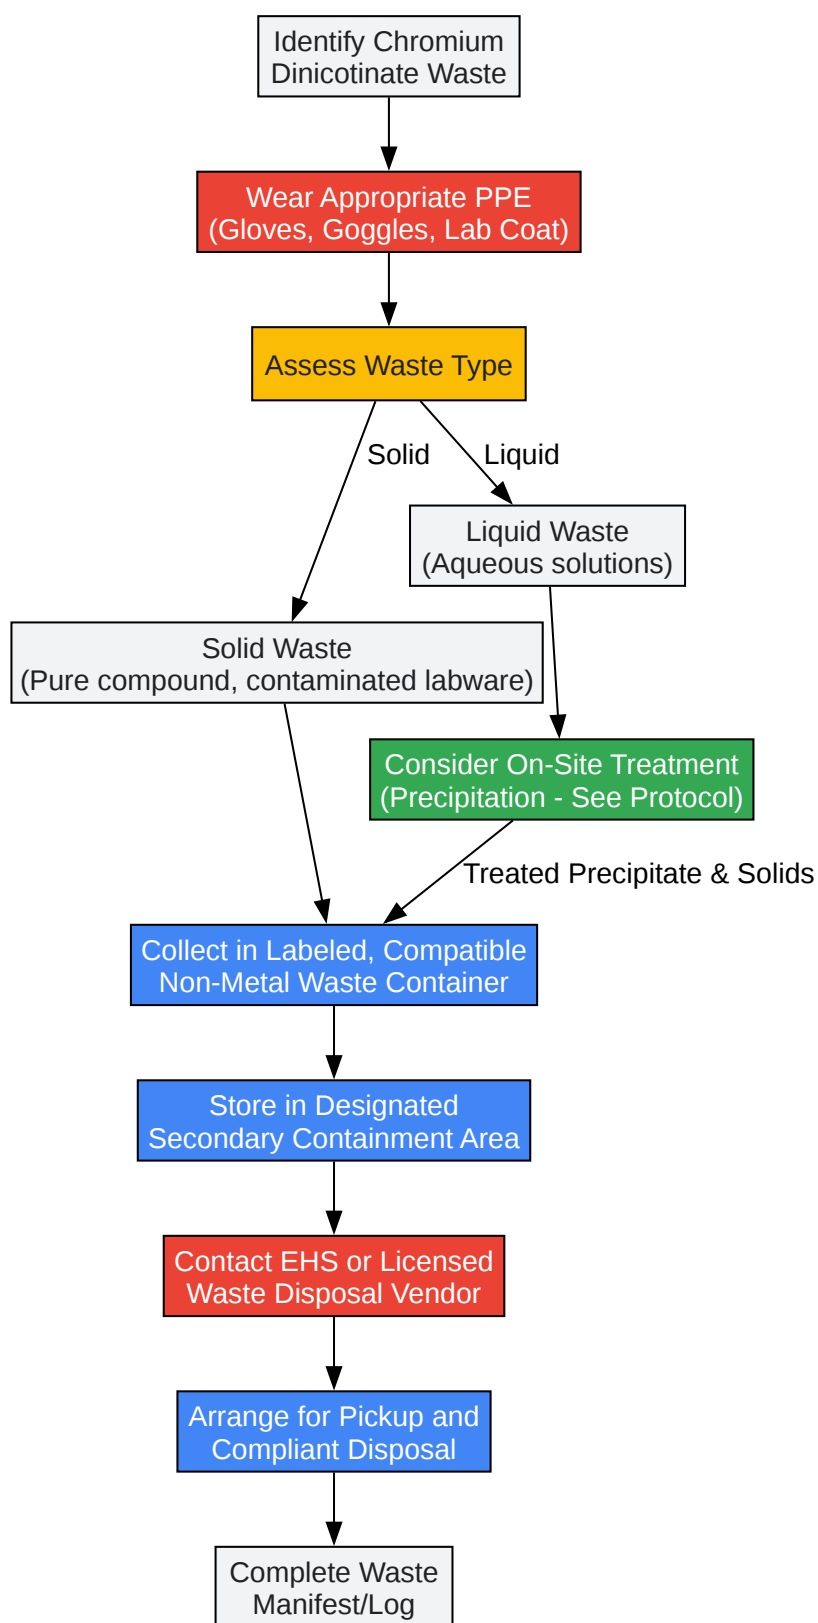 Identify Chromium
Dinicotinate Waste
Wear Appropriate PPE
(Gloves, Goggles, Lab Coat)
Assess Waste Type
Solid
Liquid
Liquid Waste
(Aqueous solutions)
Solid Waste
(Pure compound, contaminated labware)
Consider On-Site Treatment
(Precipitation - See Protocol)
Treated Precipitate & Solids
Collect in Labeled, Compatible
Non-Metal Waste Container
Store in Designated
Secondary Containment Area
Contact EHS or Licensed
Waste Disposal Vendor
Arrange for Pickup and
Compliant Disposal
Complete Waste
Manifest/Log